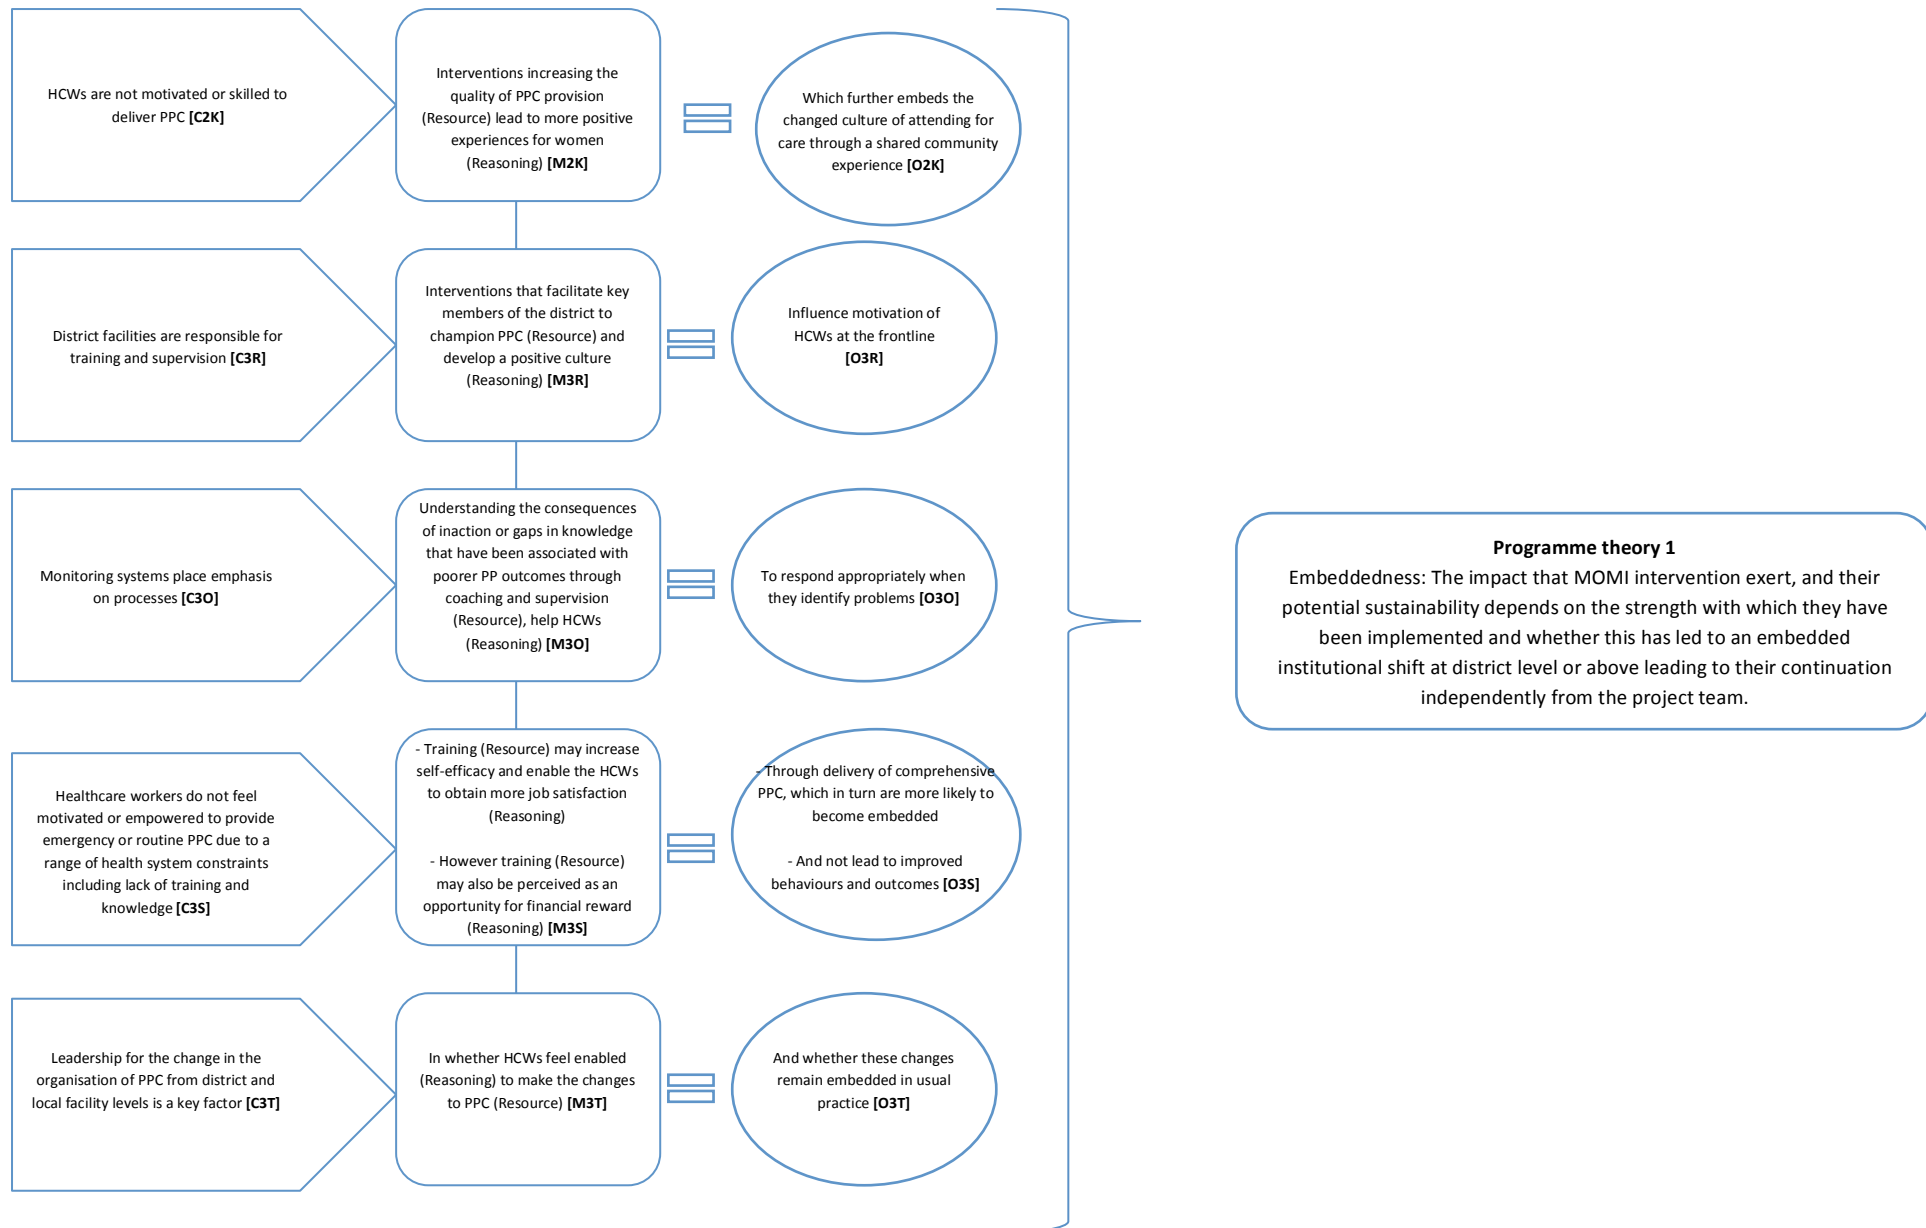 HCWs are not motivated or skilled to
deliver PPC [C2K]
Interventions increasing the
quality of PPC provision
(Resource) lead to more positive
experiences for women
(Reasoning) [M2K]
Which further embeds the
changed culture of attending for
care through a shared community
experience [O2K]
District facilities are responsible for
training and supervision [C3R]
Interventions that facilitate key
members of the district to
champion PPC (Resource) and
develop a positive culture
(Reasoning) [M3R]
Influence motivation of
HCWs at the frontline
[O3R]
Monitoring systems place emphasis
on processes [C3O]
Understanding the consequences
of inaction or gaps in knowledge
that have been associated with
poorer PP outcomes through
coaching and supervision
(Resource), help HCWs
(Reasoning) [M3O]
To respond appropriately when
they identify problems [O3O]
Healthcare workers do not feel
motivated or empowered to provide
emergency or routine PPC due to a
range of health system constraints
including lack of training and
knowledge [C3S]
- Training (Resource) may increase
self-efficacy and enable the HCWs
to obtain more job satisfaction
(Reasoning)
- However training (Resource)
may also be perceived as an
opportunity for financial reward
(Reasoning) [M3S]
- Through delivery of comprehensive
PPC, which in turn are more likely to
become embedded
- And not lead to improved
behaviours and outcomes [O3S]
Leadership for the change in the
organisation of PPC from district and
local facility levels is a key factor [C3T]
In whether HCWs feel enabled
(Reasoning) to make the changes
to PPC (Resource) [M3T]
And whether these changes
remain embedded in usual
practice [O3T]
Programme theory 1
Embeddedness: The impact that MOMI intervention exert, and their
potential sustainability depends on the strength with which they have
been implemented and whether this has led to an embedded
institutional shift at district level or above leading to their continuation
independently from the project team.